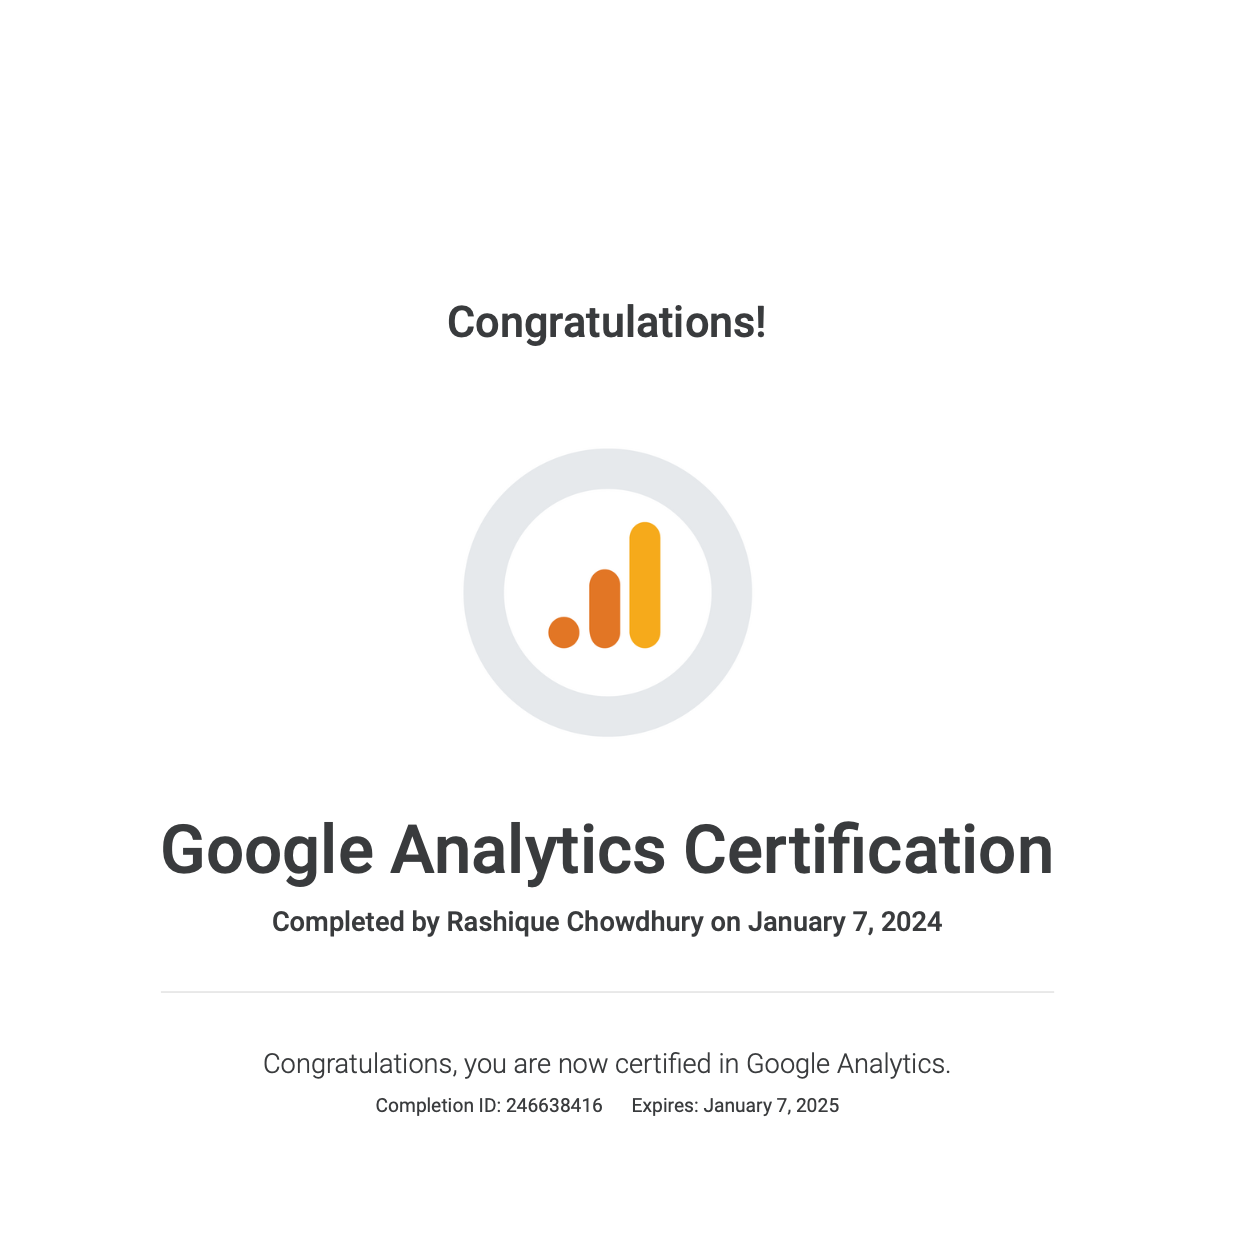 Congratulations!
Google Analytics Certification
Completed by Rashique Chowdhury on January 7, 2024
Congratulations, you are now certified in Google Analytics.
Completion ID: 246638416 Expires: January 7, 2025